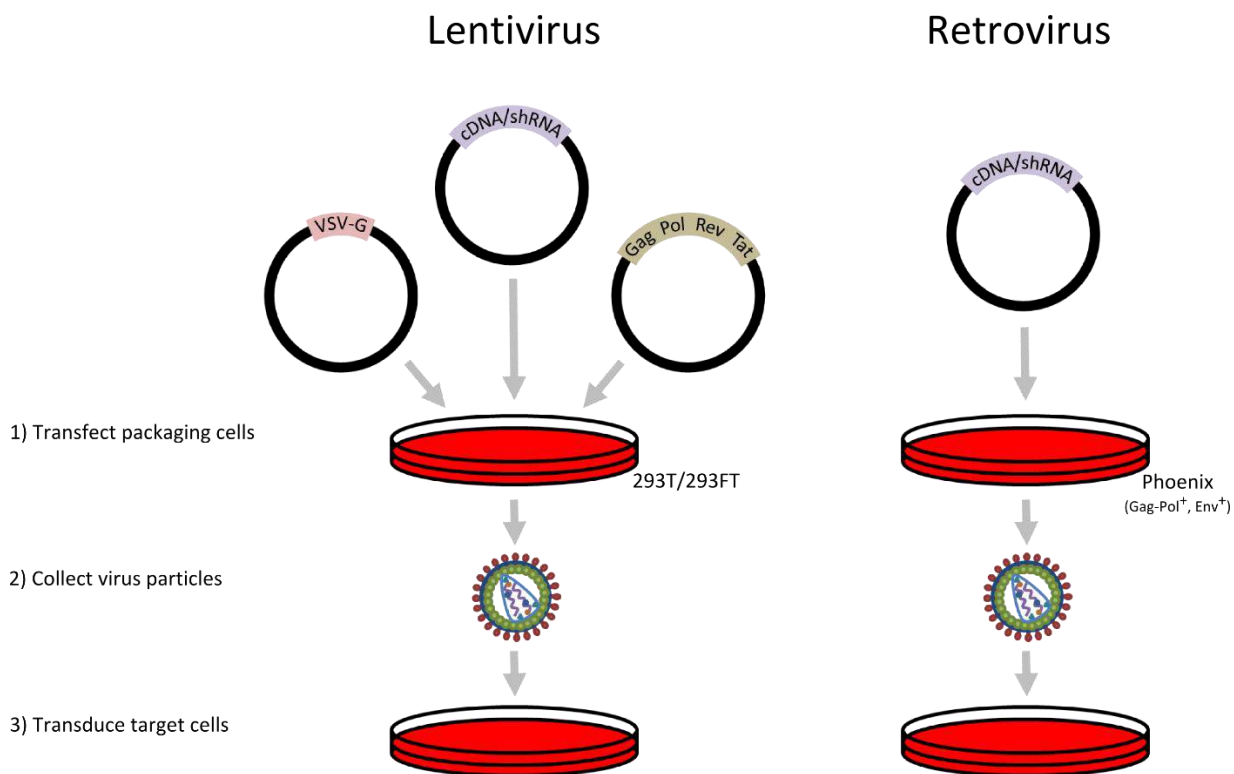 Lentivirus
Retrovirus
cDNA/shRNA
cDNA/shRNA
VSV-G
Gag Pol Rev Tat
1) Transfect packaging cells
293T/293FT
Phoenix
(Gag-Pol⁺, Env⁺)
2) Collect virus particles
3) Transduce target cells